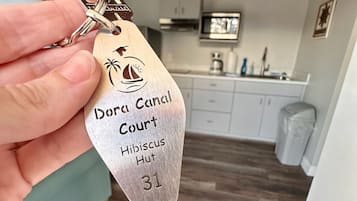 Dora Canal
Court
Hibiscus
Hut
31